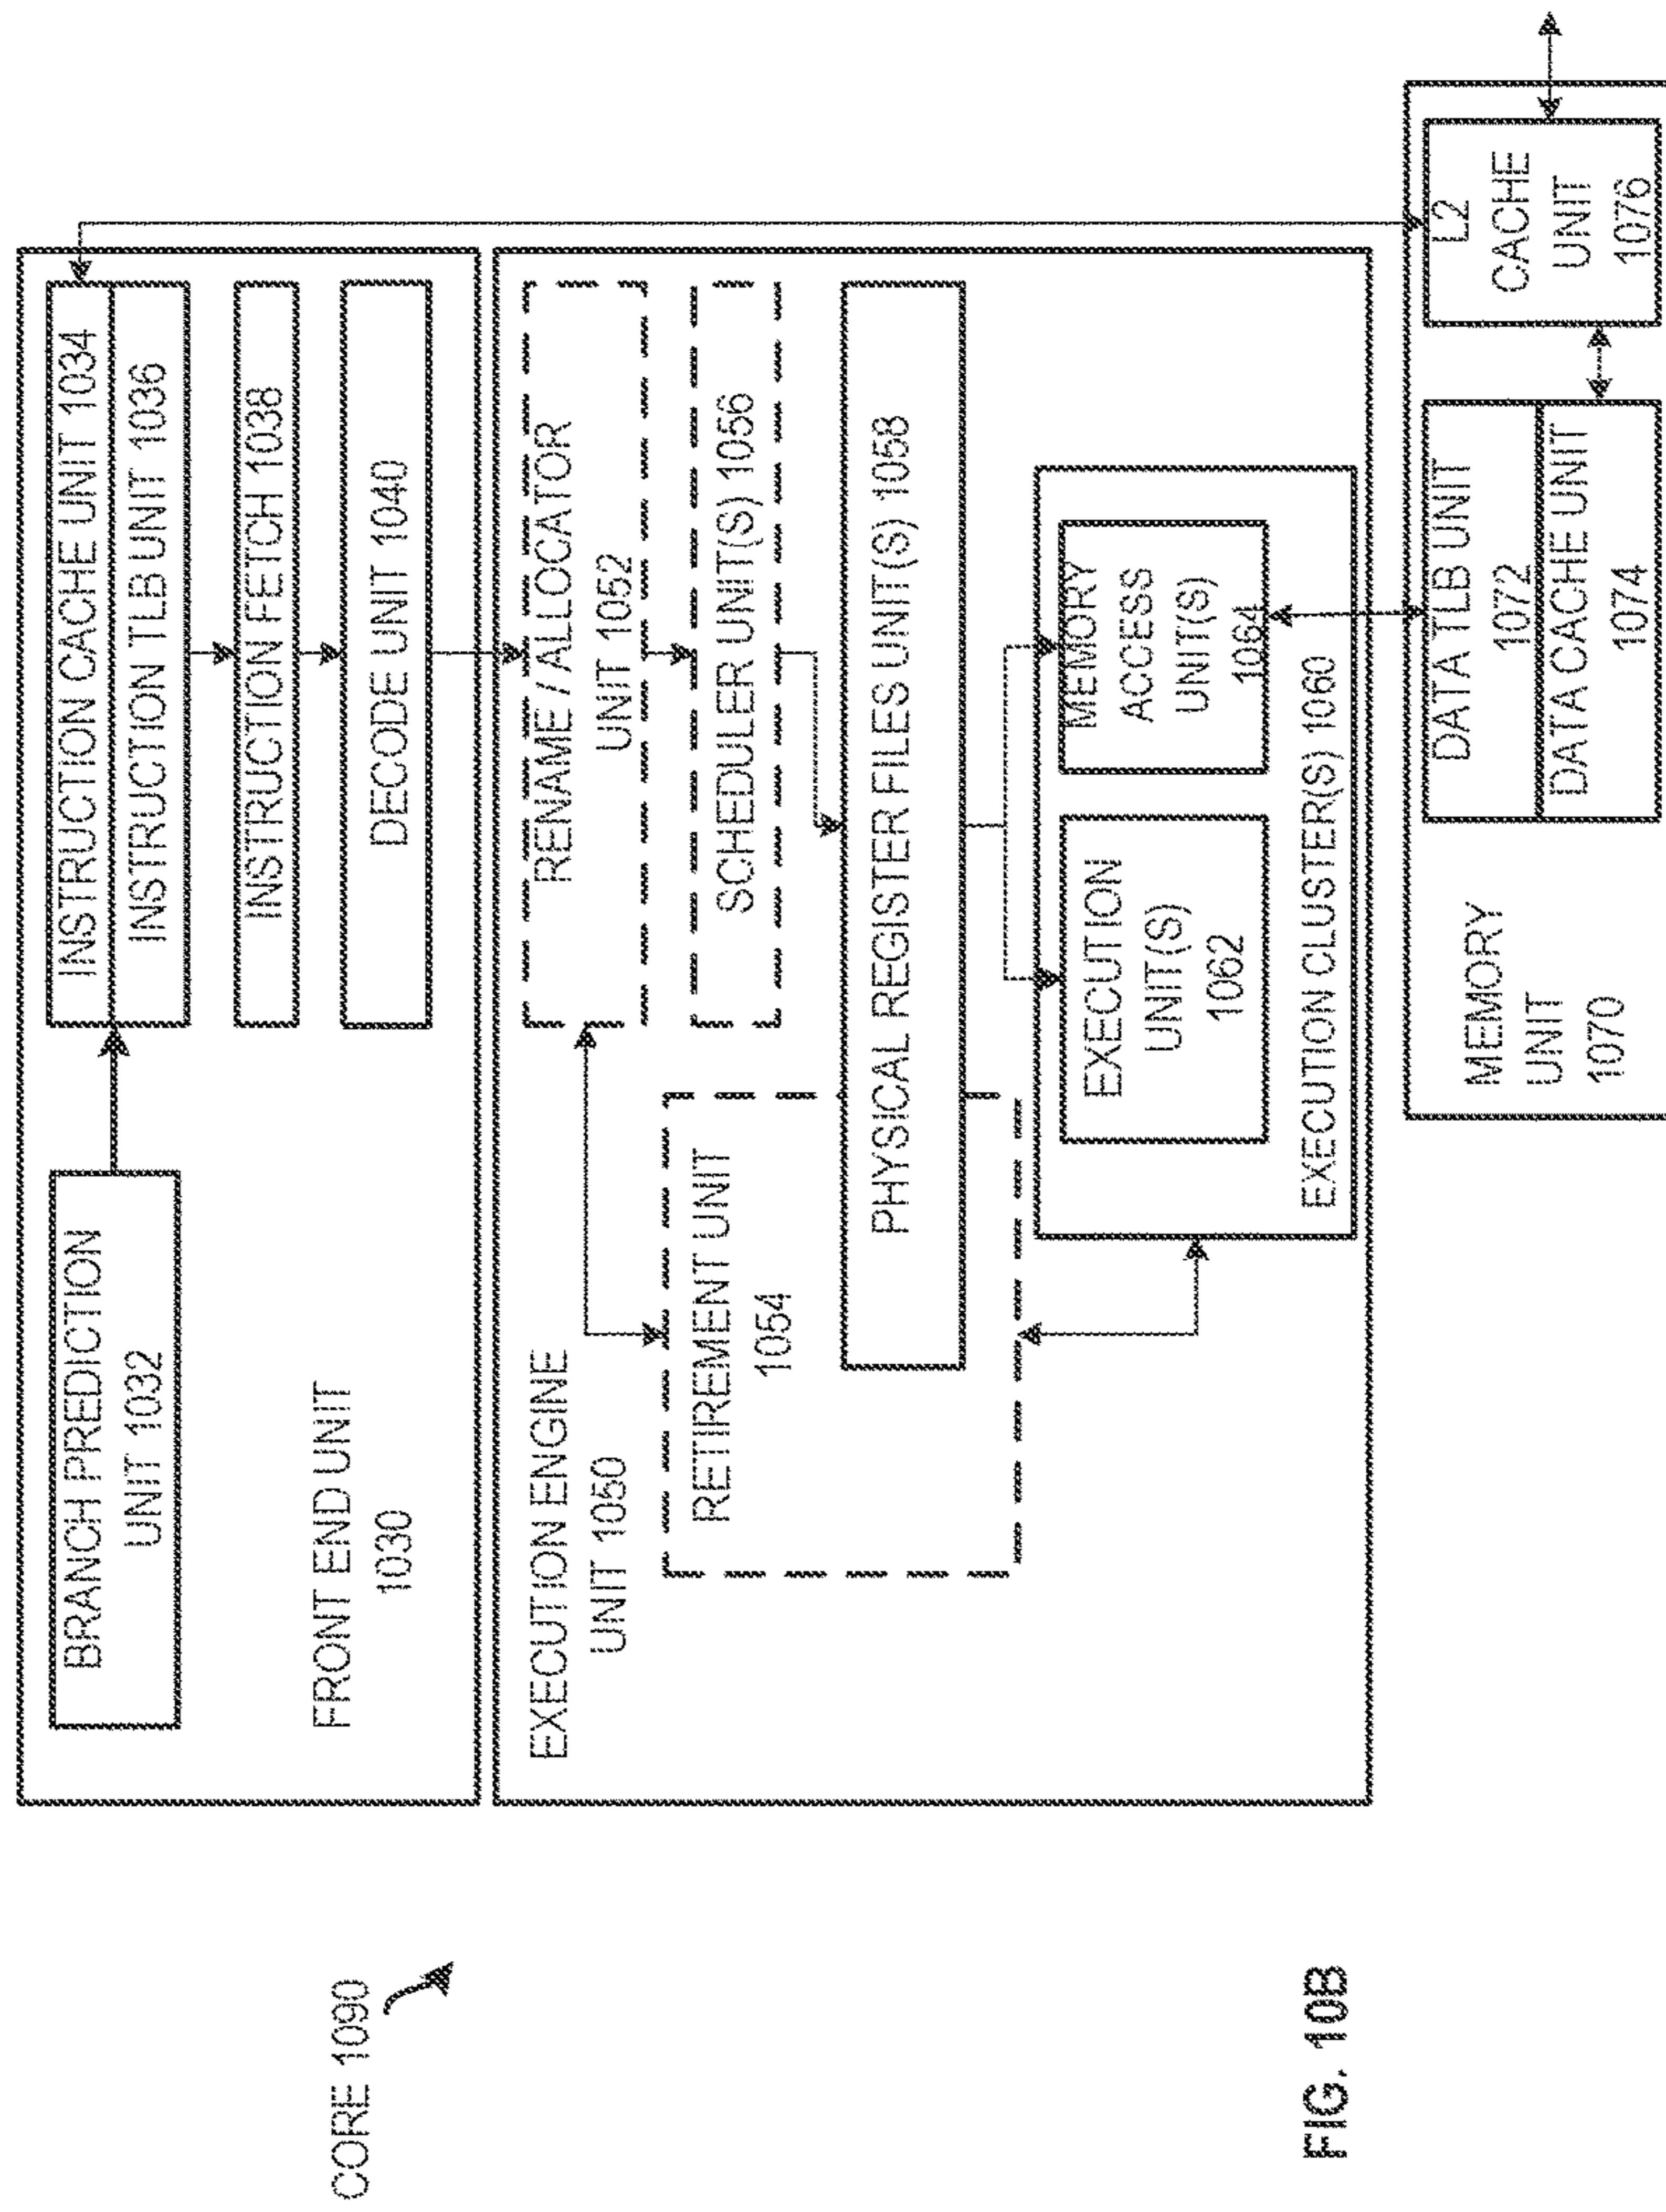 CORE 1090
BRANCH PREDICTION
UNIT 1032
INSTRUCTION CACHE UNIT 1034
INSTRUCTION TLB UNIT 1036
INSTRUCTION FETCH 1038
FRONT END UNIT
1030
DECODE UNIT 1040
EXECUTION ENGINE
UNIT 1050
RENAME / ALLOCATOR
UNIT 1052
RETIREMENT UNIT
1054
SCHEDULER UNIT(S) 1056
PHYSICAL REGISTER FILES UNIT(S) 1058
EXECUTION
UNIT(S)
1062
MEMORY
ACCESS
UNIT(S)
1064
EXECUTION CLUSTER(S) 1060
MEMORY
UNIT
1070
DATA TLB UNIT
1072
DATA CACHE UNIT
1074
L2
CACHE
UNIT
1076
FIG. 10B